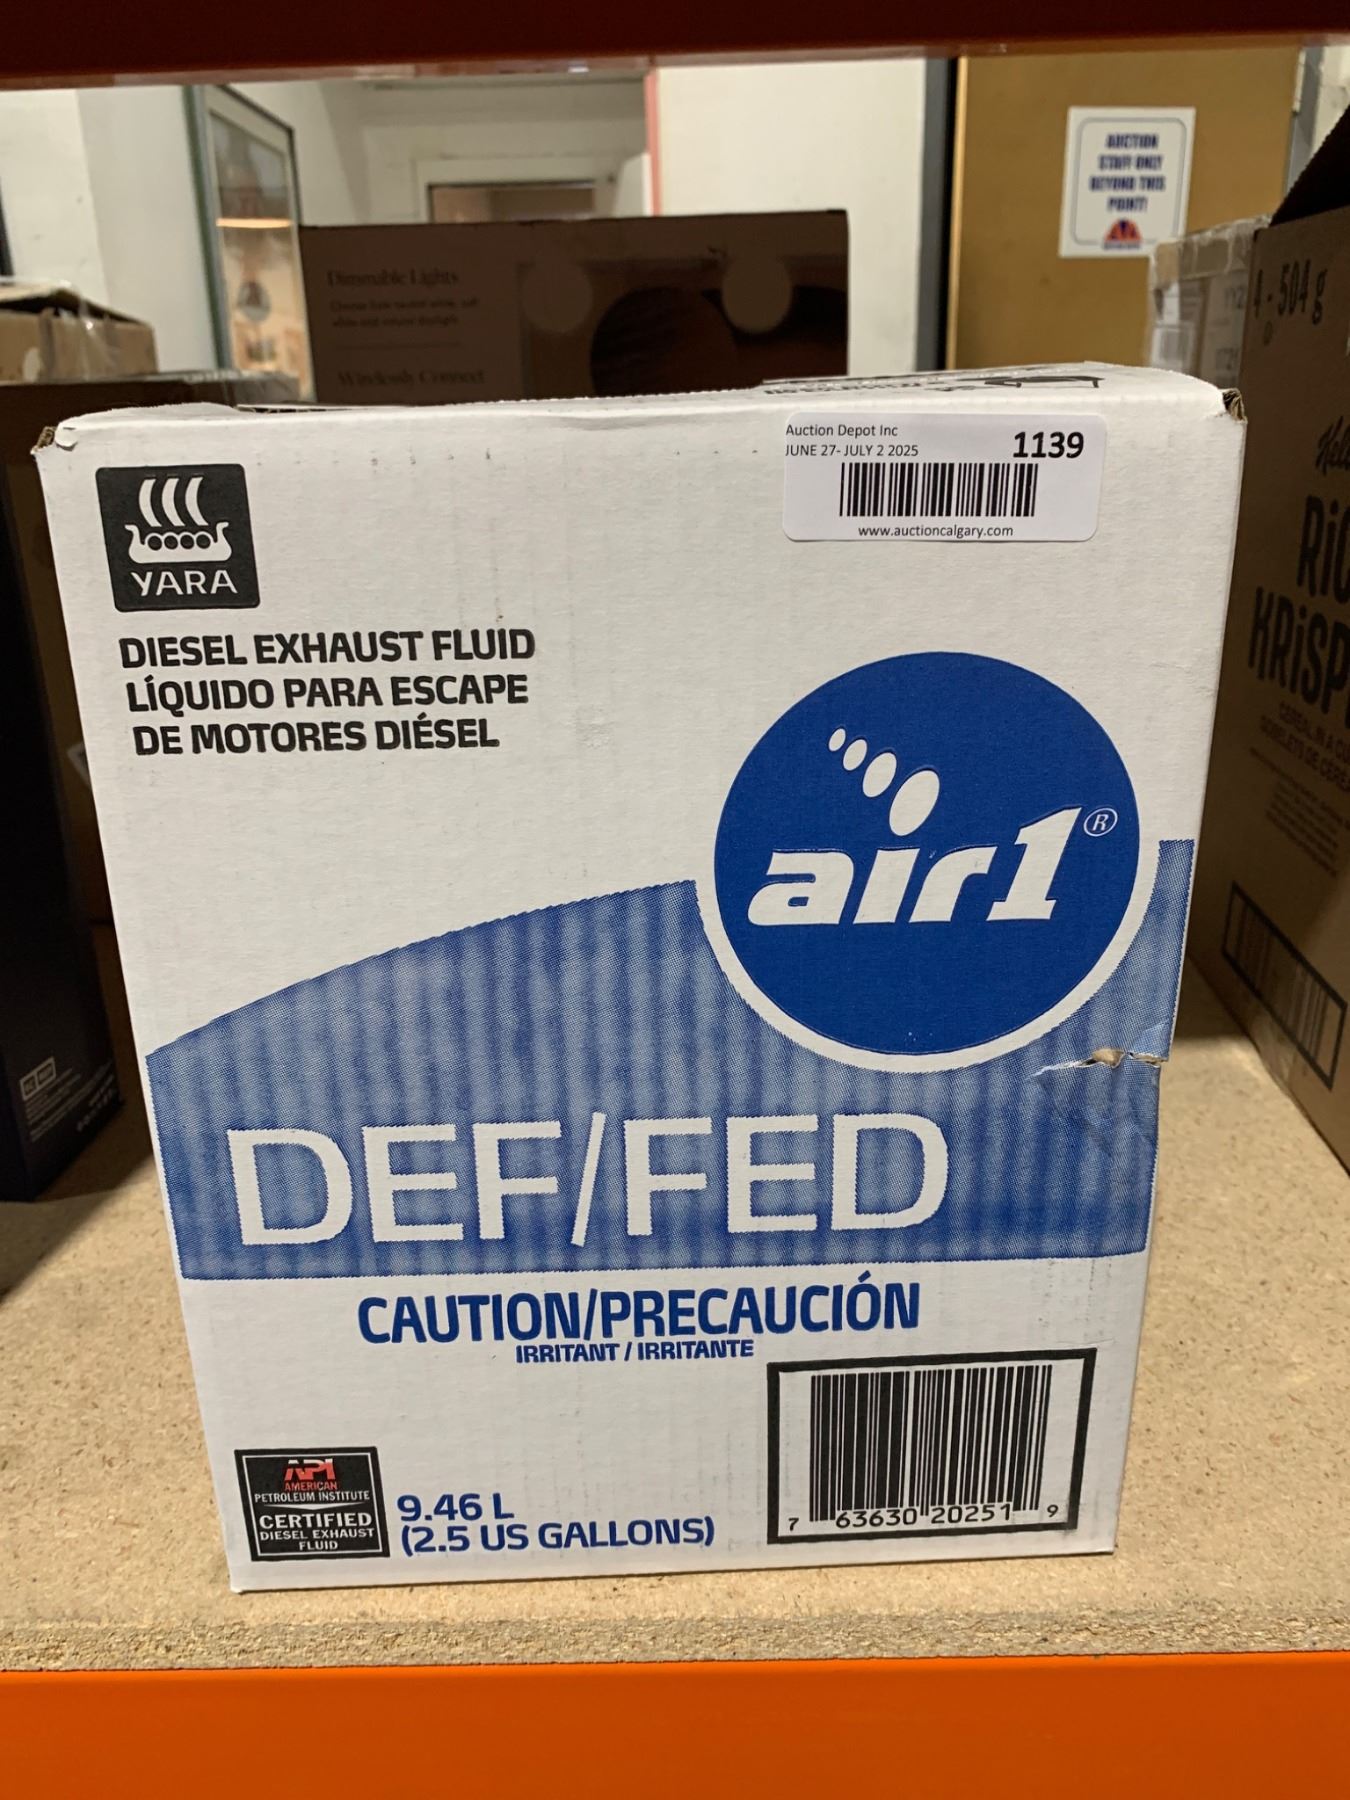 AUCTION
STAFF ONLY
BEYOND THIS
POINT!
Dimmable Lights
Wirelessly Connect
4 - 504 g
Auction Depot Inc
JUNE 27- JULY 2 2025
1139
www.auctioncalgary.com
YARA
DIESEL EXHAUST FLUID
LÍQUIDO PARA ESCAPE
DE MOTORES DIÉSEL
air1®
DEF/FED
CAUTION/PRECAUCIÓN
IRRITANT / IRRITANTE
API
AMERICAN
PETROLEUM INSTITUTE
CERTIFIED
DIESEL EXHAUST
FLUID
9.46 L
(2.5 US GALLONS)
7 63630 20251 9